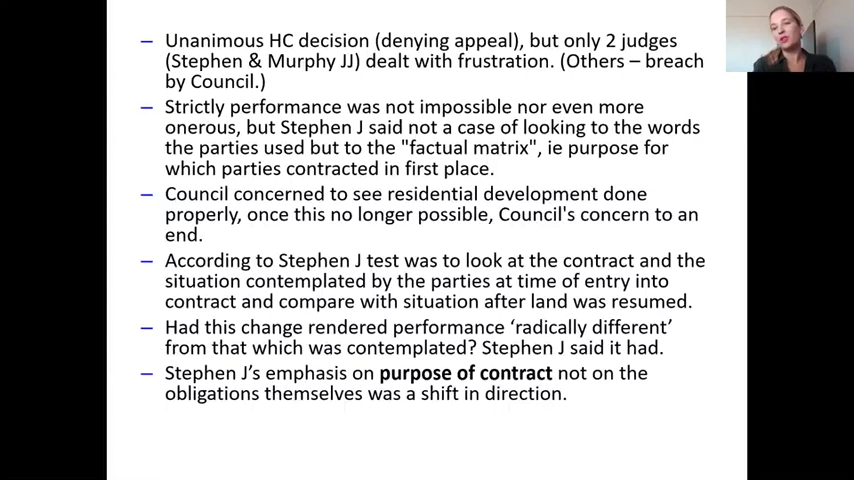 – Unanimous HC decision (denying appeal), but only 2 judges
(Stephen & Murphy JJ) dealt with frustration. (Others – breach
by Council.)
– Strictly performance was not impossible nor even more
onerous, but Stephen J said not a case of looking to the words
the parties used but to the "factual matrix", ie purpose for
which parties contracted in first place.
– Council concerned to see residential development done
properly, once this no longer possible, Council's concern to an
end.
– According to Stephen J test was to look at the contract and the
situation contemplated by the parties at time of entry into
contract and compare with situation after land was resumed.
– Had this change rendered performance ‘radically different’
from that which was contemplated? Stephen J said it had.
– Stephen J’s emphasis on purpose of contract not on the
obligations themselves was a shift in direction.